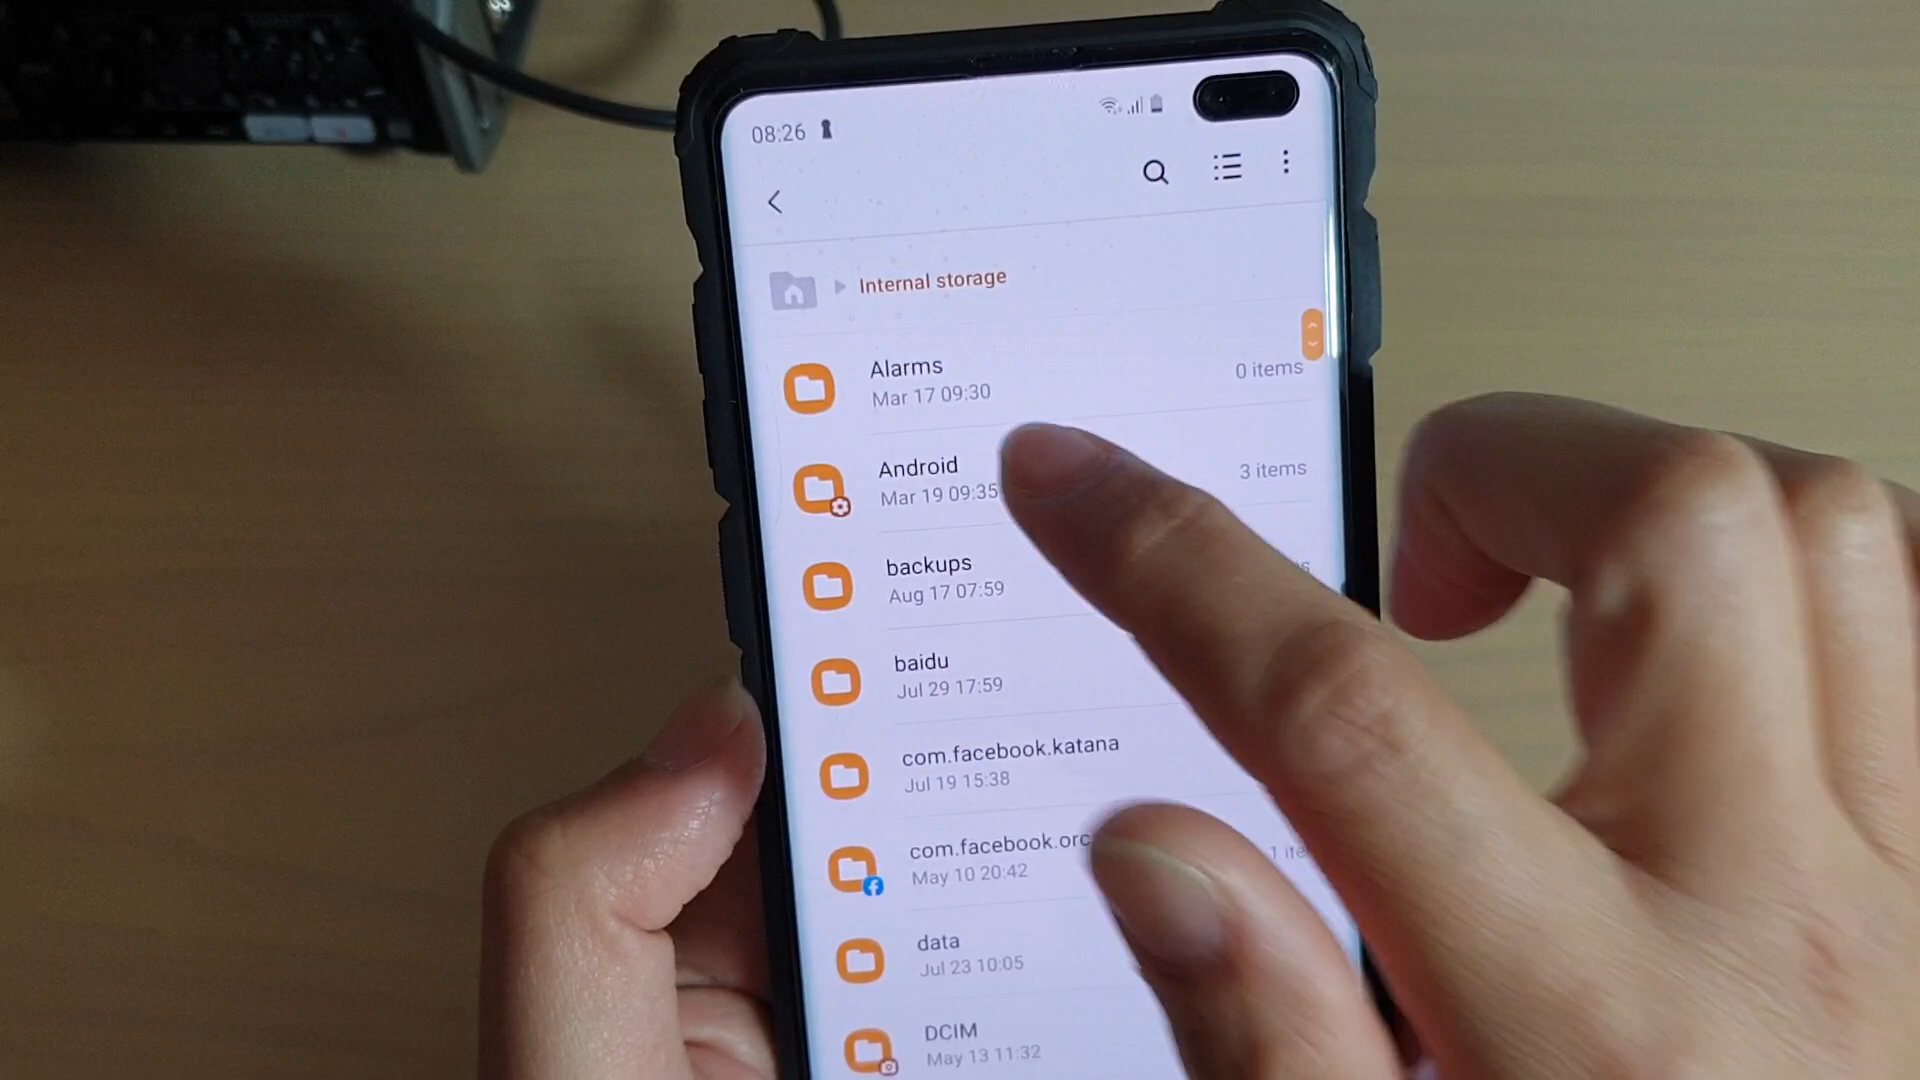 08:26
Internal storage
Alarms
Mar 17 09:30
0 items
Android
Mar 19 09:35
3 items
backups
Aug 17 07:59
baidu
Jul 29 17:59
com.facebook.katana
Jul 19 15:38
com.facebook.orc
May 10 20:42
1 ite
data
Jul 23 10:05
DCIM
May 13 11:32